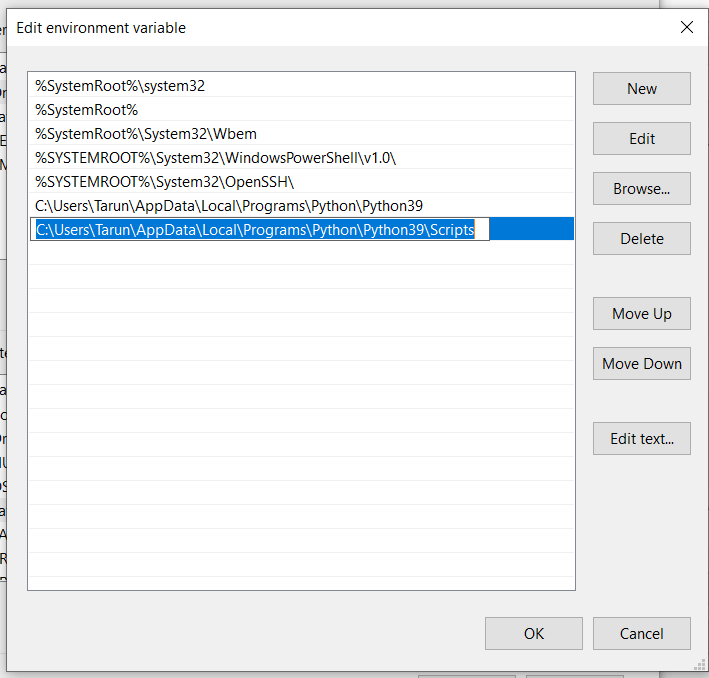 Edit environment variable
%SystemRoot%\system32
%SystemRoot%
%SystemRoot%\System32\Wbem
%SYSTEMROOT%\System32\WindowsPowerShell\v1.0\
%SYSTEMROOT%\System32\OpenSSH\
C:\Users\Tarun\AppData\Local\Programs\Python\Python39
C:\Users\Tarun\AppData\Local\Programs\Python\Python39\Scripts
New
Edit
Browse...
Delete
Move Up
Move Down
Edit text...
OK
Cancel